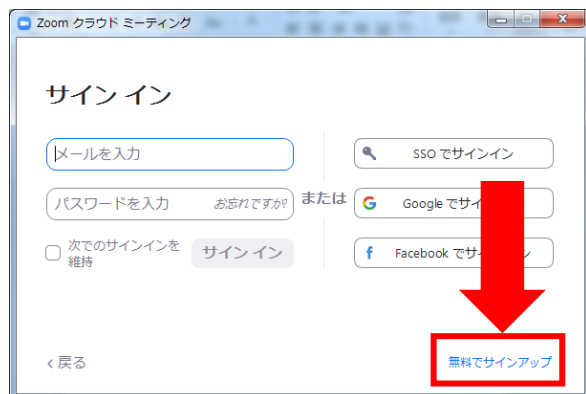 Zoom クラウド ミーティング
サイン イン
メールを入力
パスワードを入力 お忘れですか?
次でのサインインを
維持
サイン イン
または
SSO でサインイン
Google でサイ
Facebook でサ ン
< 戻る
無料でサインアップ